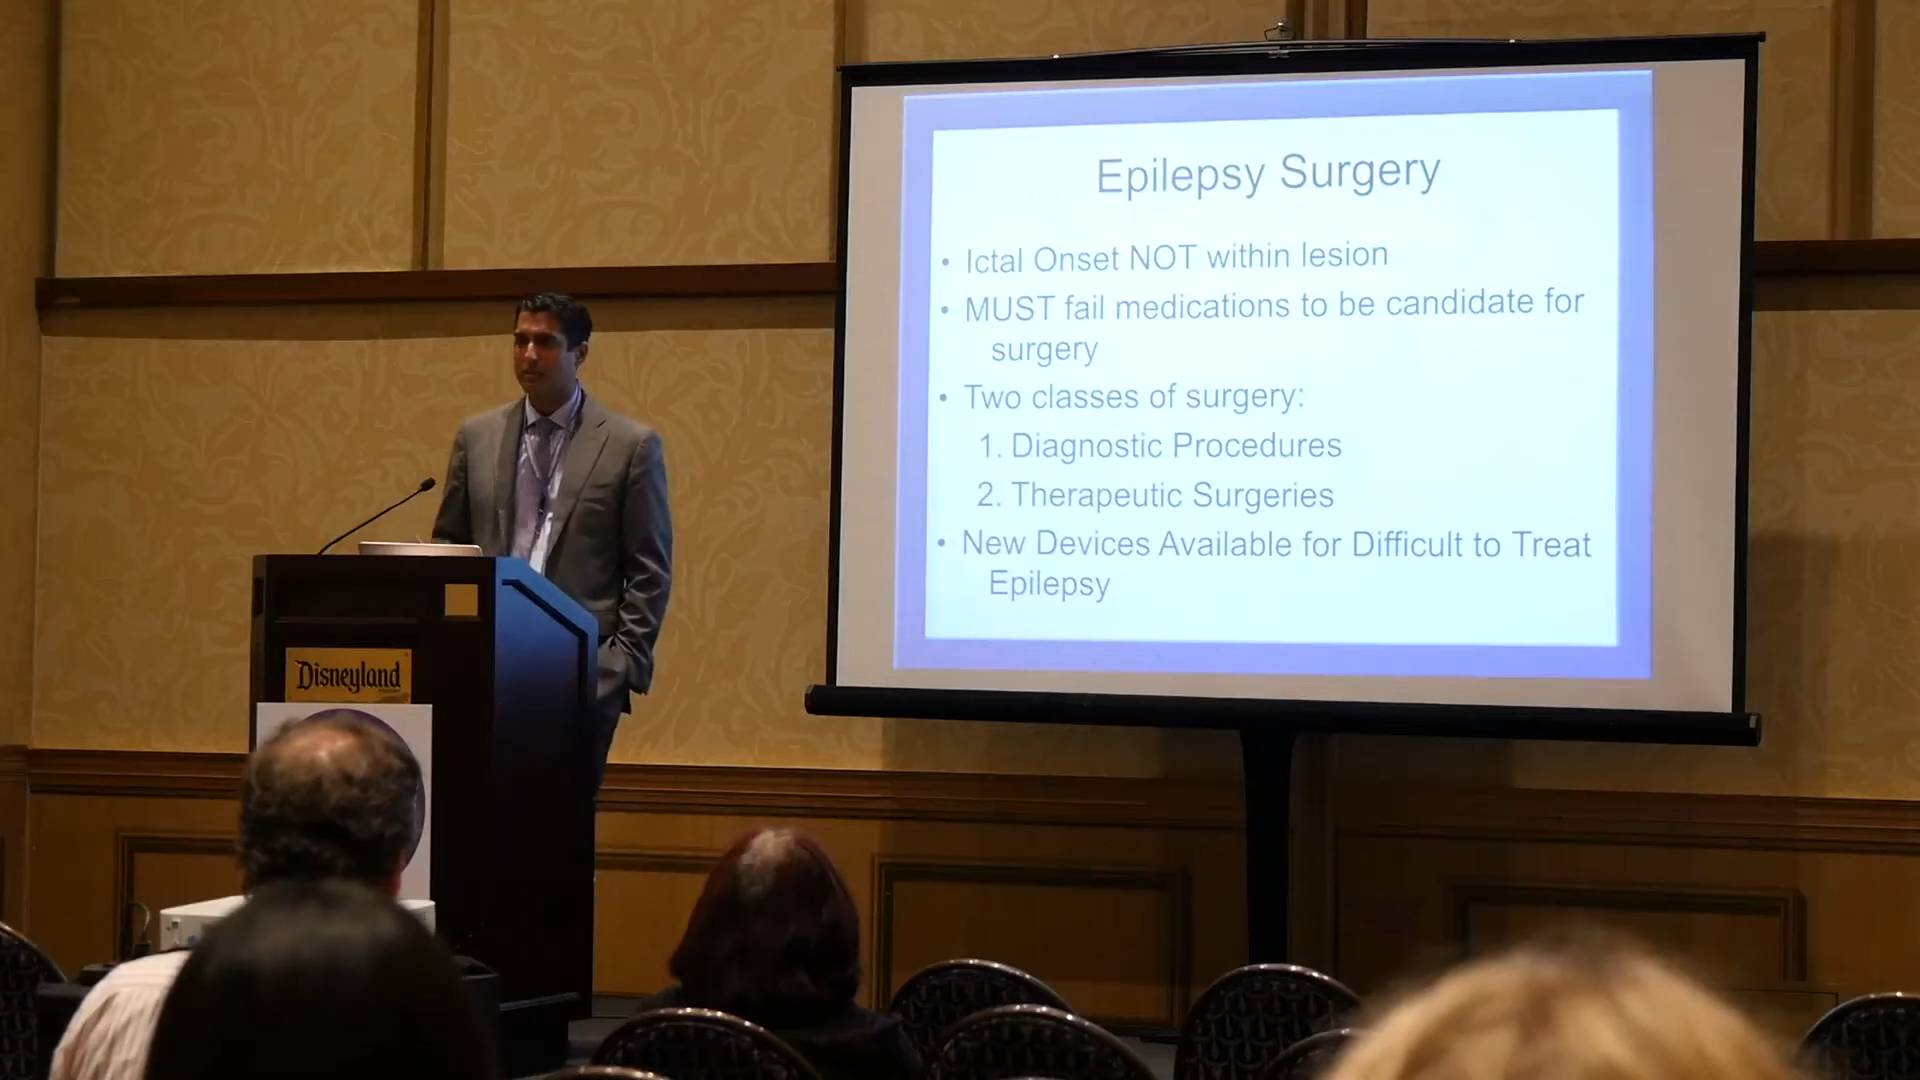 Epilepsy Surgery
• Ictal Onset NOT within lesion
• MUST fail medications to be candidate for
surgery
• Two classes of surgery:
1. Diagnostic Procedures
2. Therapeutic Surgeries
• New Devices Available for Difficult to Treat
Epilepsy
Disneyland